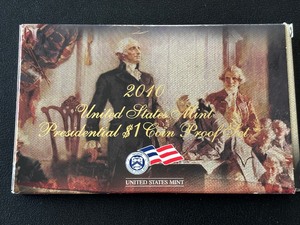 2010
United States Mint
Presidential $1 Coin Proof Set
UNITED STATES MINT